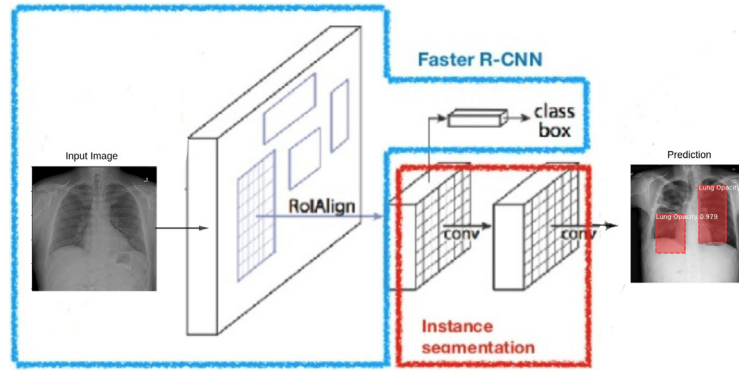 Faster R-CNN
class
box
Input Image
Prediction
RoIAlign
conv
conv
Lung Opacity
Lung Opacity 0.979
Instance
segmentation